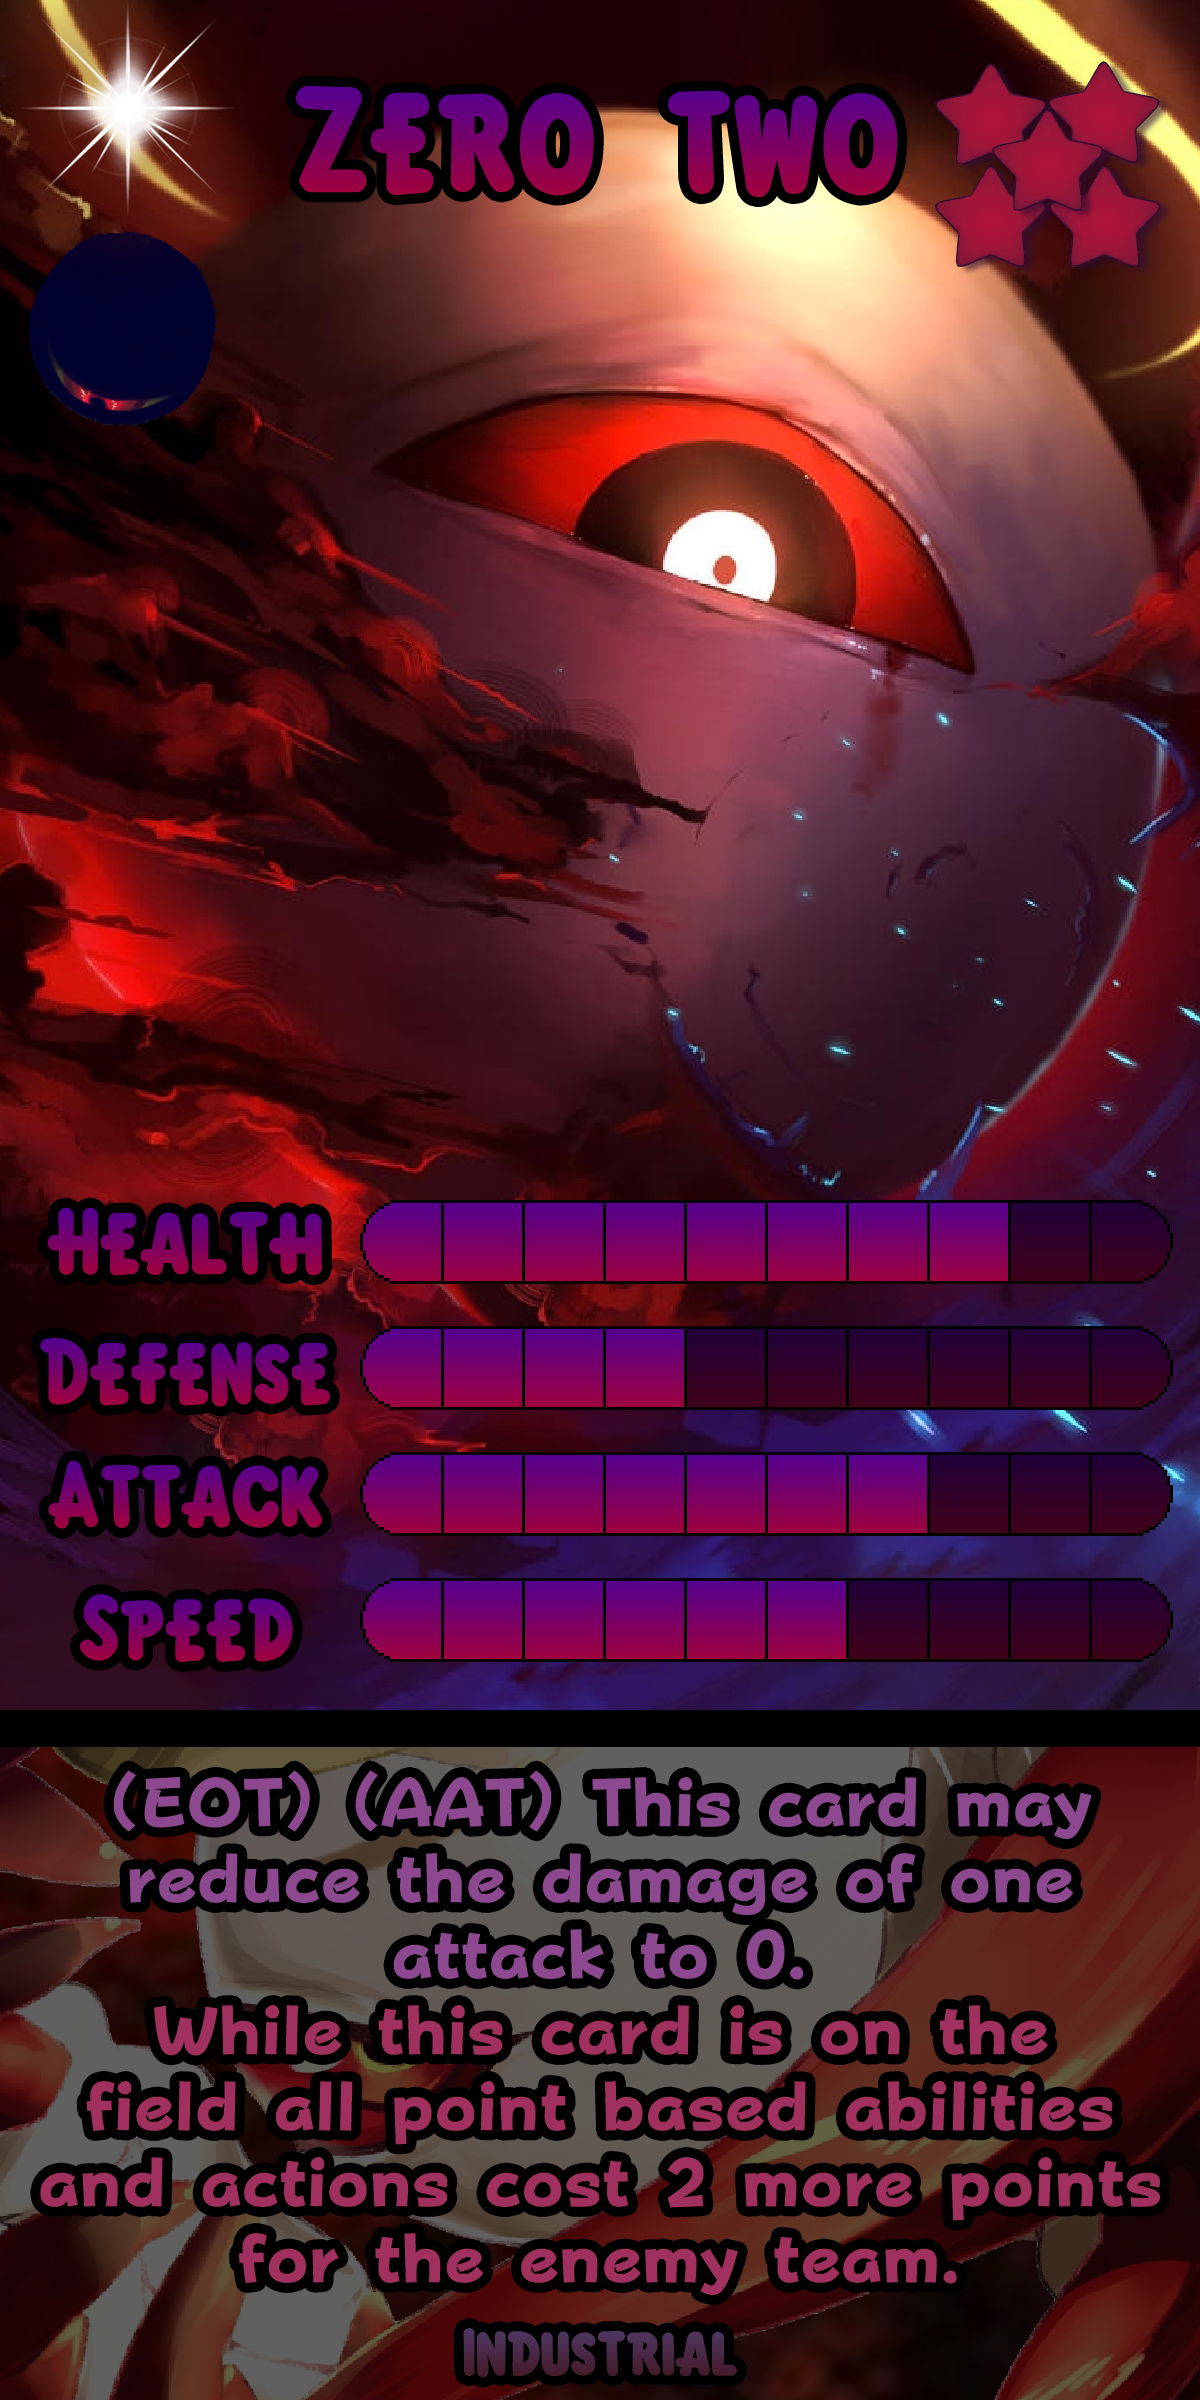 Zero Two
Health
Defense
Attack
Speed
(EOT) (AAT) This card may
reduce the damage of one
attack to 0.
While this card is on the
field all point based abilities
and actions cost 2 more points
for the enemy team.
Industrial